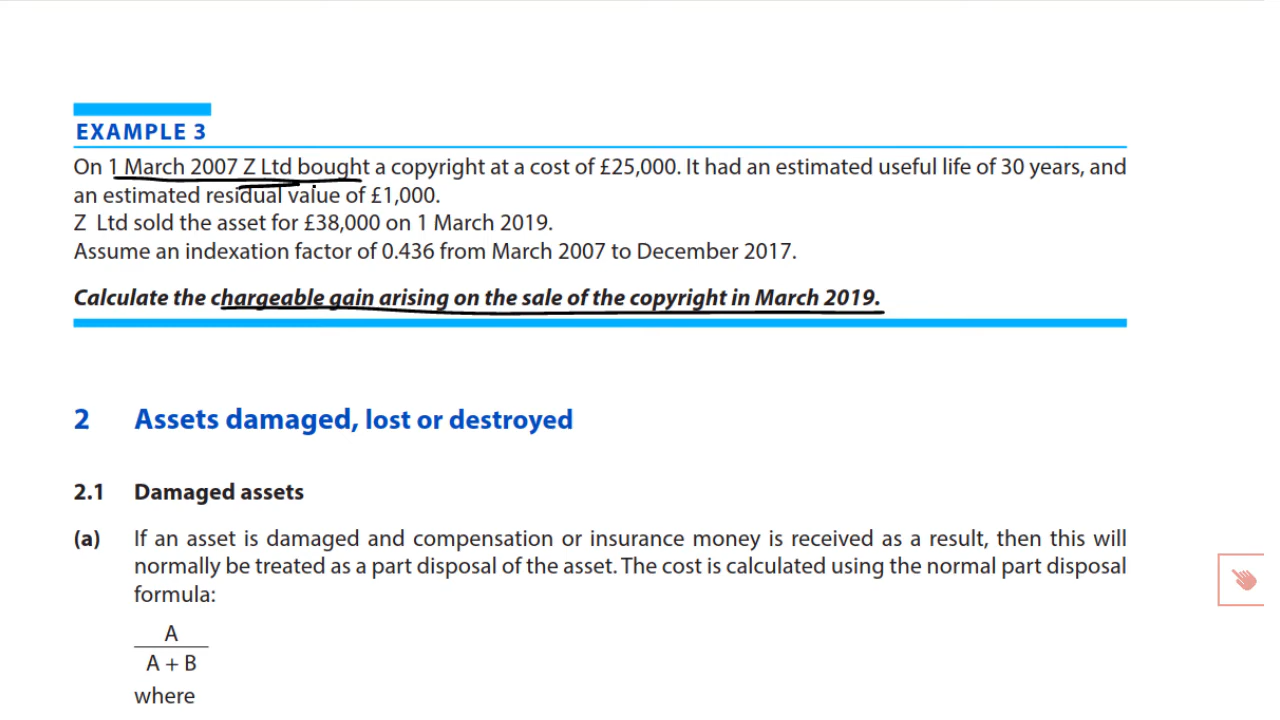 EXAMPLE 3
On 1 March 2007 Z Ltd bought a copyright at a cost of £25,000. It had an estimated useful life of 30 years, and
an estimated residual value of £1,000.
Z Ltd sold the asset for £38,000 on 1 March 2019.
Assume an indexation factor of 0.436 from March 2007 to December 2017.
Calculate the chargeable gain arising on the sale of the copyright in March 2019.
2 Assets damaged, lost or destroyed
2.1 Damaged assets
(a) If an asset is damaged and compensation or insurance money is received as a result, then this will
normally be treated as a part disposal of the asset. The cost is calculated using the normal part disposal
formula:
A
A + B
where